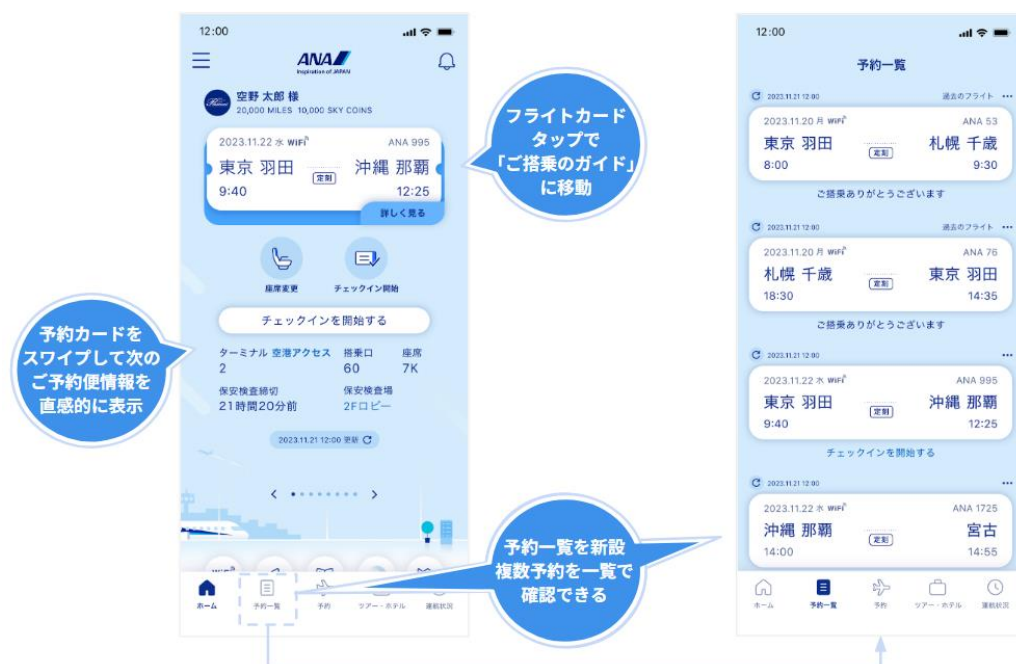 12:00
ANA
Inspiration of JAPAN
空野 太郎 様
20,000 MILES 10,000 SKY COINS
2023.11.22 水 WiFi
ANA 995
東京 羽田
定刻
沖縄 那覇
9:40
12:25
詳しく見る
座席変更
チェックイン開始
チェックインを開始する
ターミナル 空港アクセス 搭乗口 座席
2 60 7K
保安検査締切 保安検査場
21時間20分前 2Fロビー
2023.11.21 12:00 更新
ホーム
予約一覧
予約
ツアー・ホテル
運航状況
フライトカード
タップで
「ご搭乗のガイド」
に移動
予約カードを
スワイプして次の
ご予約便情報を
直感的に表示
予約一覧を新設
複数予約を一覧で
確認できる
12:00
予約一覧
2023.11.21 12:00
過去のフライト
2023.11.20 月 WiFi
ANA 53
東京 羽田
定刻
札幌 千歳
8:00
9:30
ご搭乗ありがとうございます
2023.11.21 12:00
過去のフライト
2023.11.20 月 WiFi
ANA 76
札幌 千歳
定刻
東京 羽田
18:30
14:35
ご搭乗ありがとうございます
2023.11.21 12:00
2023.11.22 水 WiFi
ANA 995
東京 羽田
定刻
沖縄 那覇
9:40
12:25
チェックインを開始する
2023.11.21 12:00
2023.11.22 水 WiFi
ANA 1725
沖縄 那覇
定刻
宮古
14:00
14:55
ホーム
予約一覧
予約
ツアー・ホテル
運航状況